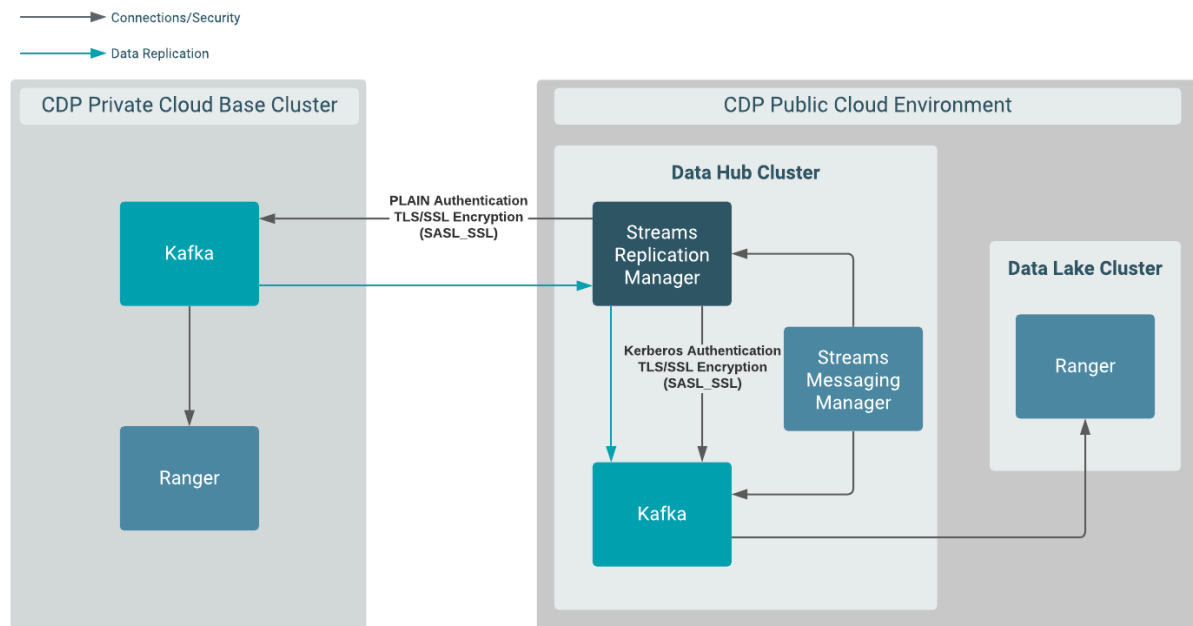 Connections/Security
Data Replication
CDP Private Cloud Base Cluster
CDP Public Cloud Environment
Data Hub Cluster
PLAIN Authentication
TLS/SSL Encryption
(SASL_SSL)
Kafka
Streams
Replication
Manager
Data Lake Cluster
Kerberos Authentication
TLS/SSL Encryption
(SASL_SSL)
Streams
Messaging
Manager
Ranger
Ranger
Kafka